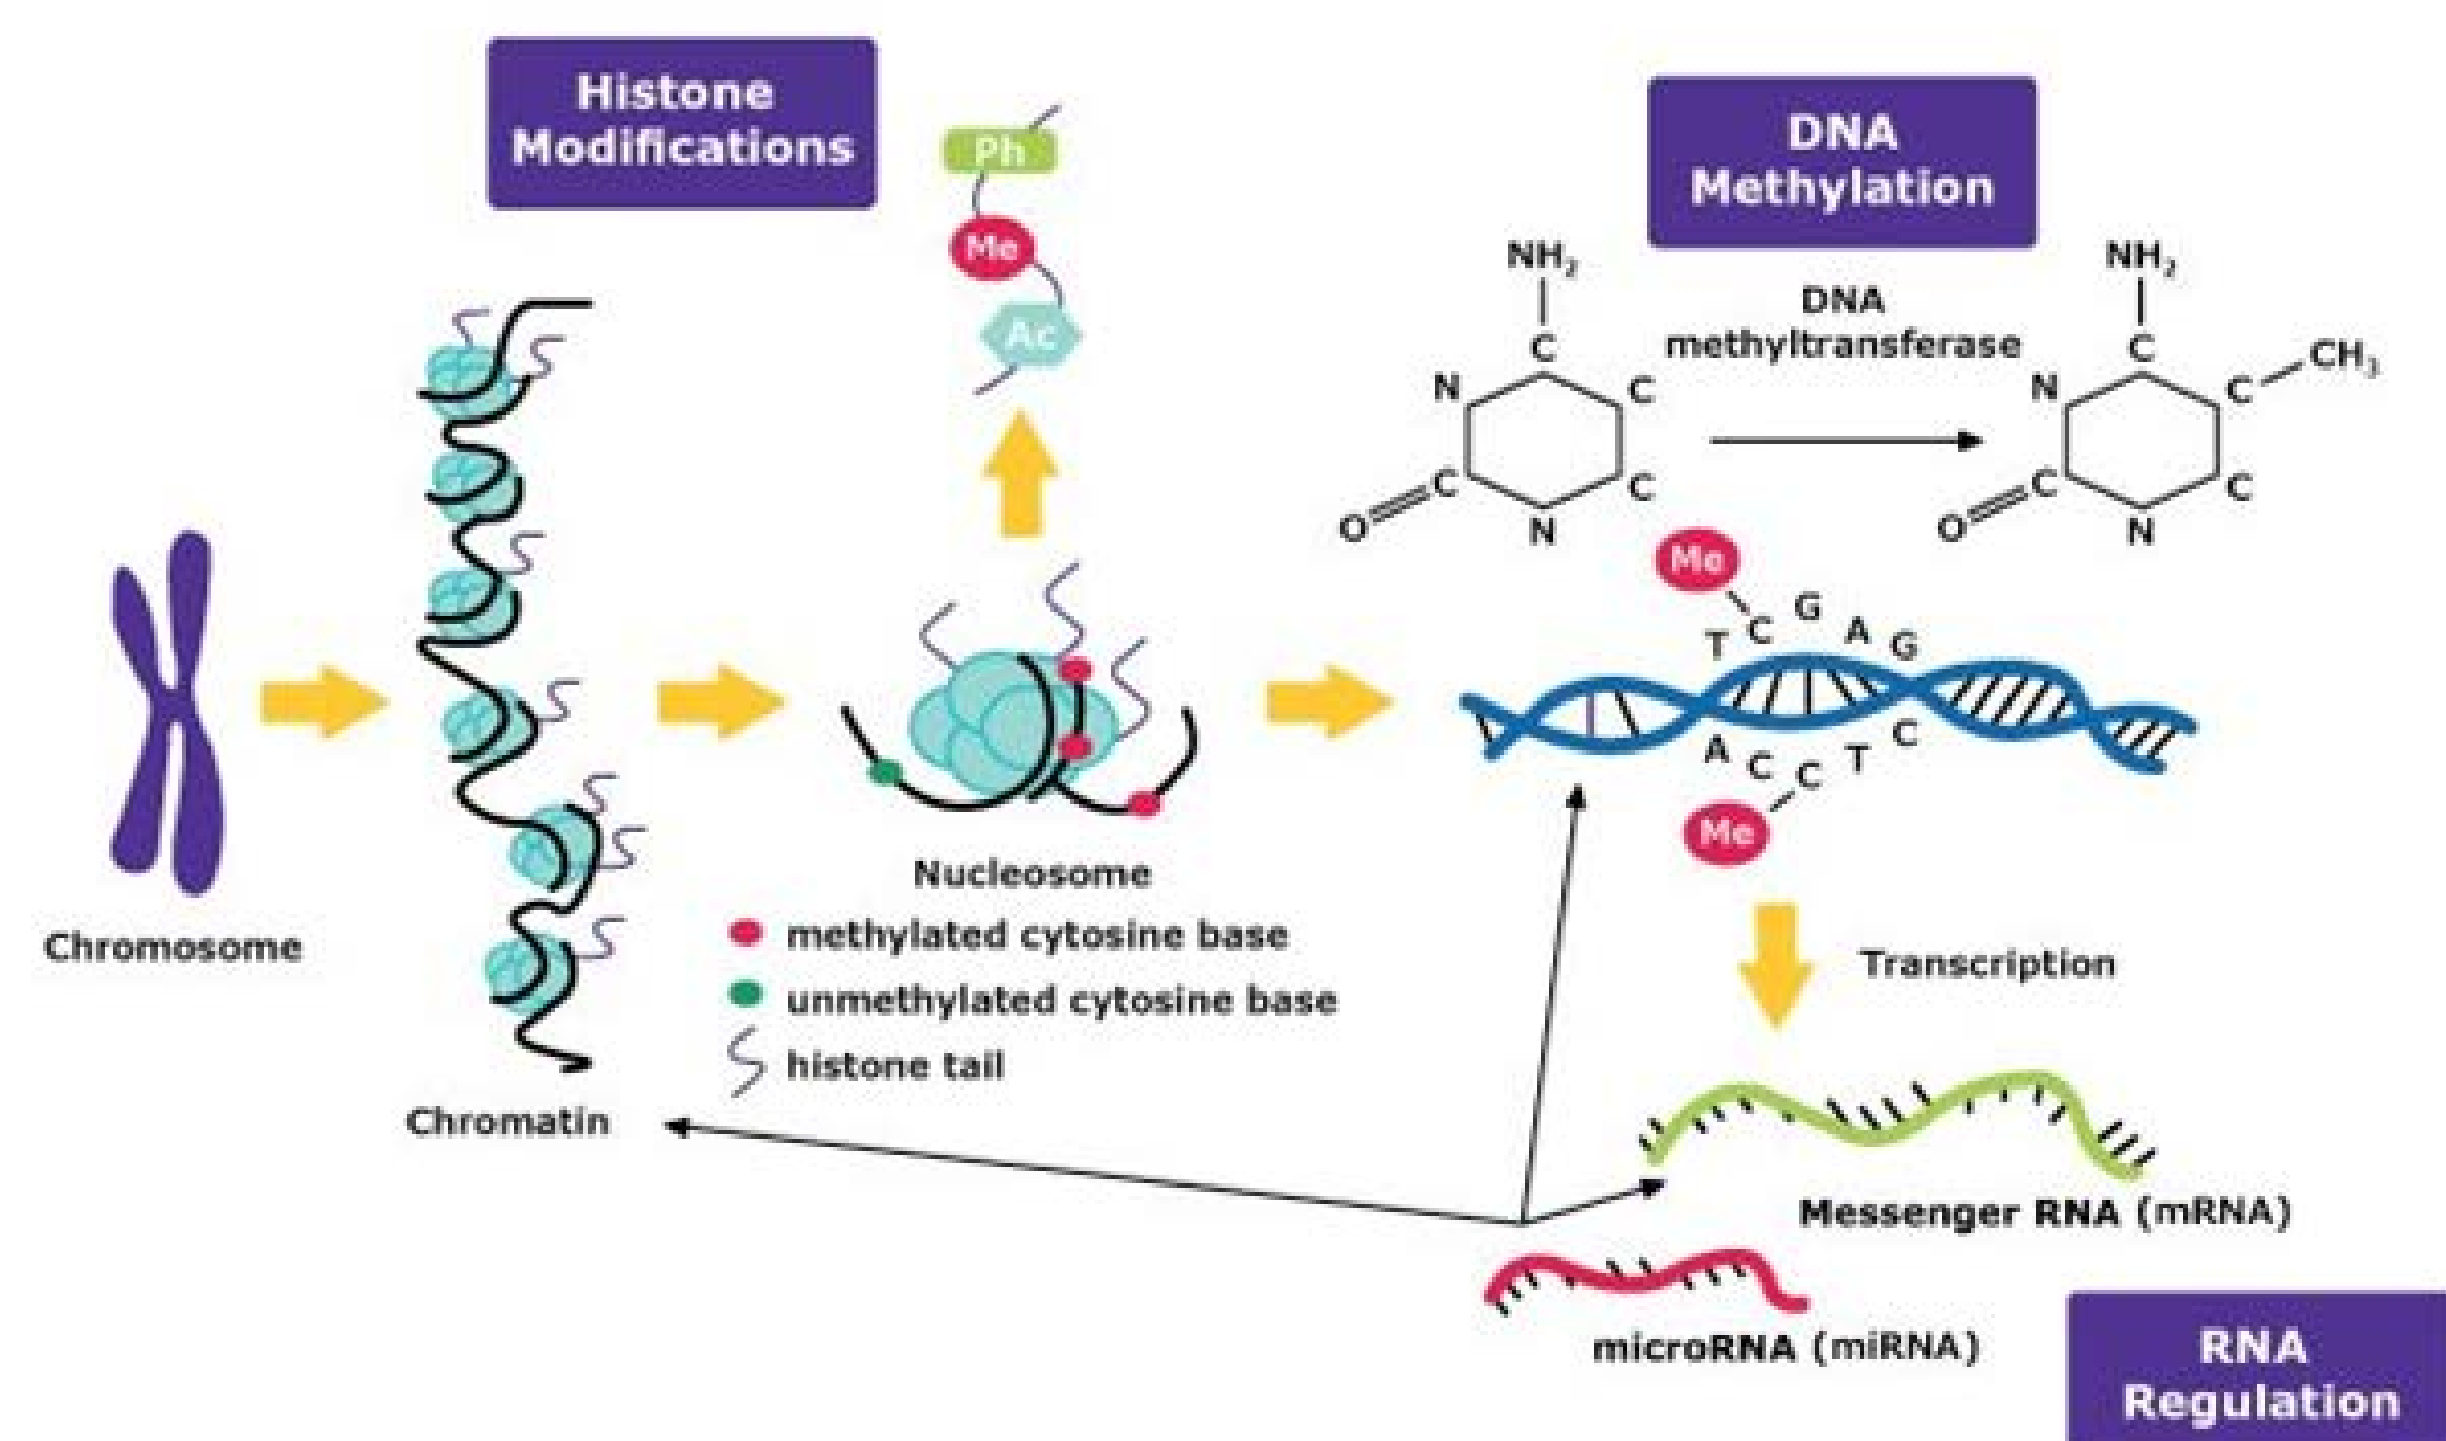 Histone
Modifications
DNA
Methylation
Ph
Me
Ac
NH₂
C
N
C
C
O
N
C
DNA
methyltransferase
NH₂
C
N
C
CH₃
C
O
N
C
Me
T C G A G
A C C T C
Me
Chromosome
Chromatin
Nucleosome
methylated cytosine base
unmethylated cytosine base
histone tail
Transcription
Messenger RNA (mRNA)
microRNA (miRNA)
RNA
Regulation